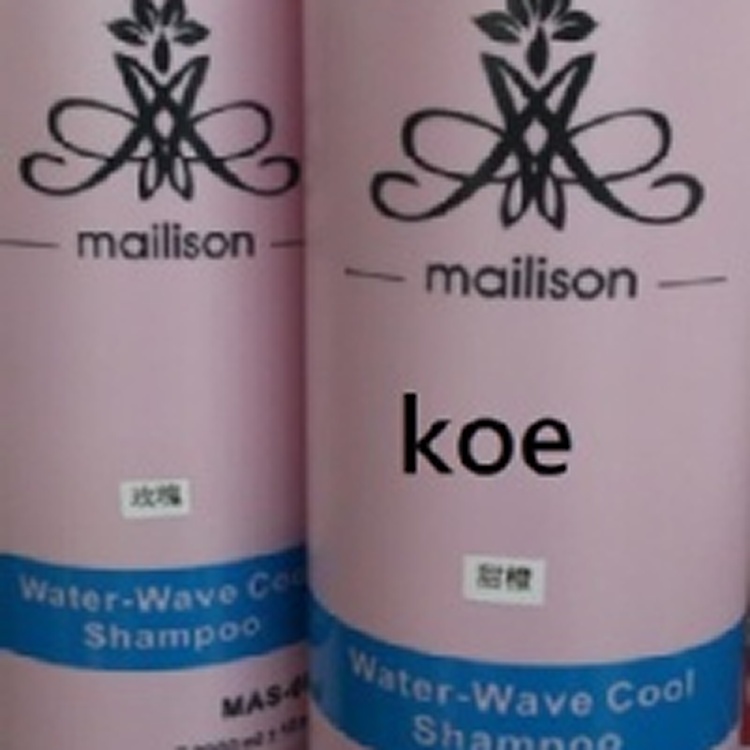 mailison
玫瑰
Water-Wave Cool
Shampoo
mailison
koe
甜橙
Water-Wave Cool
Shampoo